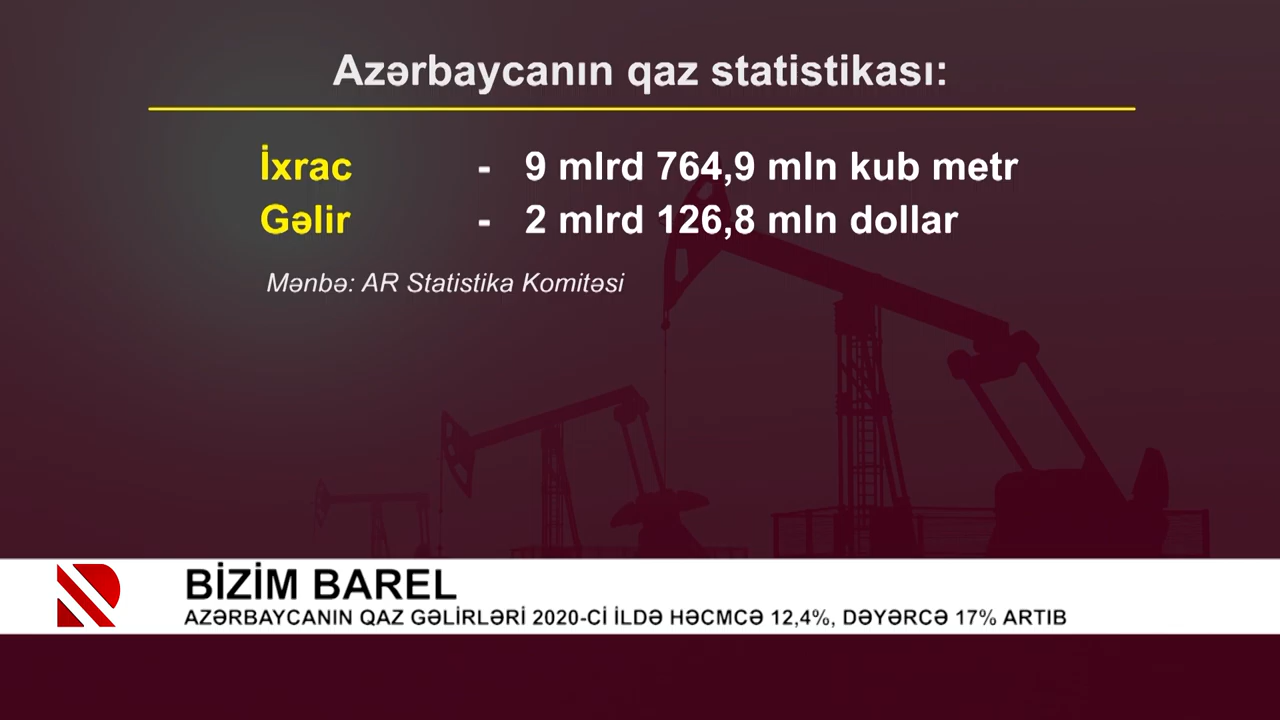 Azərbaycanın qaz statistikası:
İxrac - 9 mlrd 764,9 mln kub metr
Gəlir - 2 mlrd 126,8 mln dollar
Mənbə: AR Statistika Komitəsi
BİZİM BAREL
AZƏRBAYCANIN QAZ GƏLİRLƏRİ 2020-Cİ İLDƏ HƏCMCƏ 12,4%, DƏYƏRCƏ 17% ARTIB